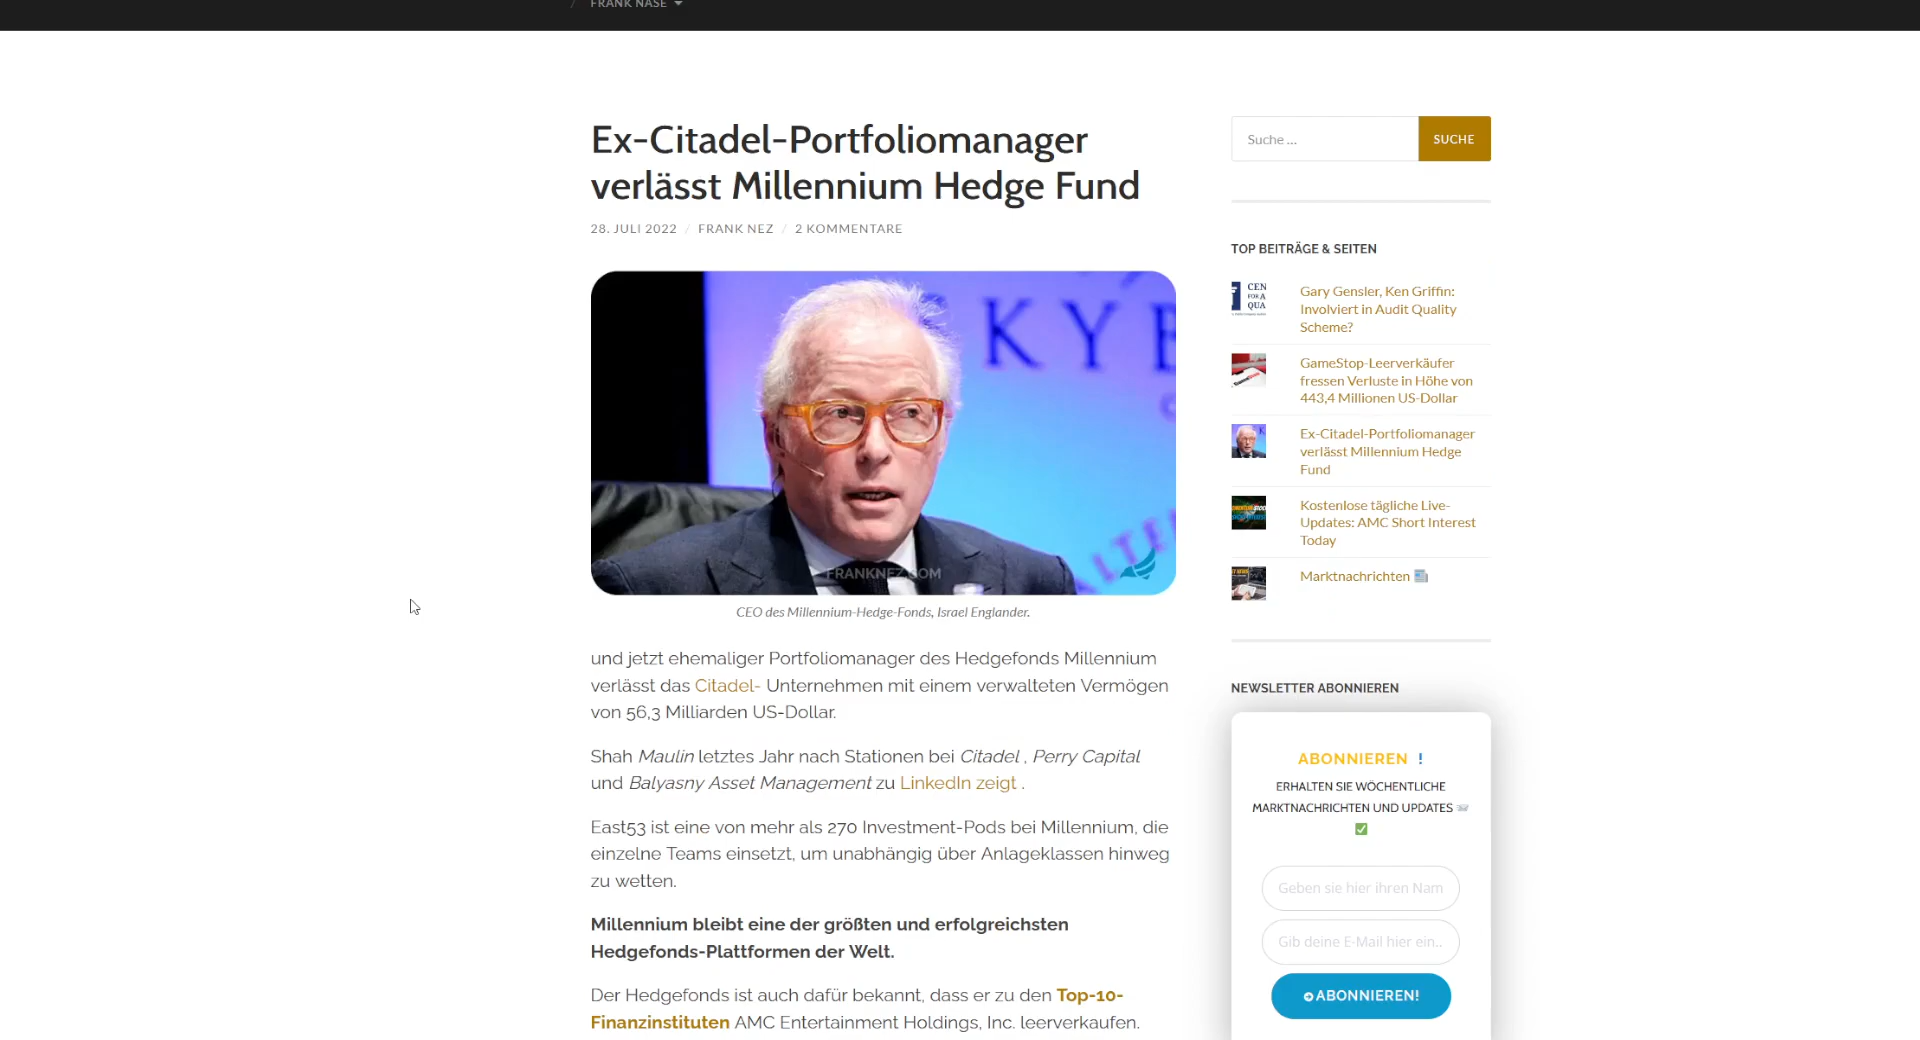 / FRANK NASE
Ex-Citadel-Portfoliomanager
verlässt Millennium Hedge Fund
28. JULI 2022 / FRANK NEZ / 2 KOMMENTARE
KYB
ALTE
FRANKNEZ.COM
CEO des Millennium-Hedge-Fonds, Israel Englander.
und jetzt ehemaliger Portfoliomanager des Hedgefonds Millennium
verlässt das Citadel- Unternehmen mit einem verwalteten Vermögen
von 56,3 Milliarden US-Dollar.
Shah Maulin letztes Jahr nach Stationen bei Citadel , Perry Capital
und Balyasny Asset Management zu LinkedIn zeigt .
East53 ist eine von mehr als 270 Investment-Pods bei Millennium, die
einzelne Teams einsetzt, um unabhängig über Anlageklassen hinweg
zu wetten.
Millennium bleibt eine der größten und erfolgreichsten
Hedgefonds-Plattformen der Welt.
Der Hedgefonds ist auch dafür bekannt, dass er zu den Top-10-
Finanzinstituten AMC Entertainment Holdings, Inc. leerverkaufen.
Suche ...
SUCHE
TOP BEITRÄGE & SEITEN
CEN
FOR A
QUA
Gary Gensler, Ken Griffin:
Involviert in Audit Quality
Scheme?
GameStop-Leerverkäufer
fressen Verluste in Höhe von
443,4 Millionen US-Dollar
Ex-Citadel-Portfoliomanager
verlässt Millennium Hedge
Fund
Kostenlose tägliche Live-
Updates: AMC Short Interest
Today
Marktnachrichten
NEWSLETTER ABONNIEREN
ABONNIEREN !
ERHALTEN SIE WÖCHENTLICHE
MARKTNACHRICHTEN UND UPDATES
Geben sie hier ihren Nam
Gib deine E-Mail hier ein..
ABONNIEREN!